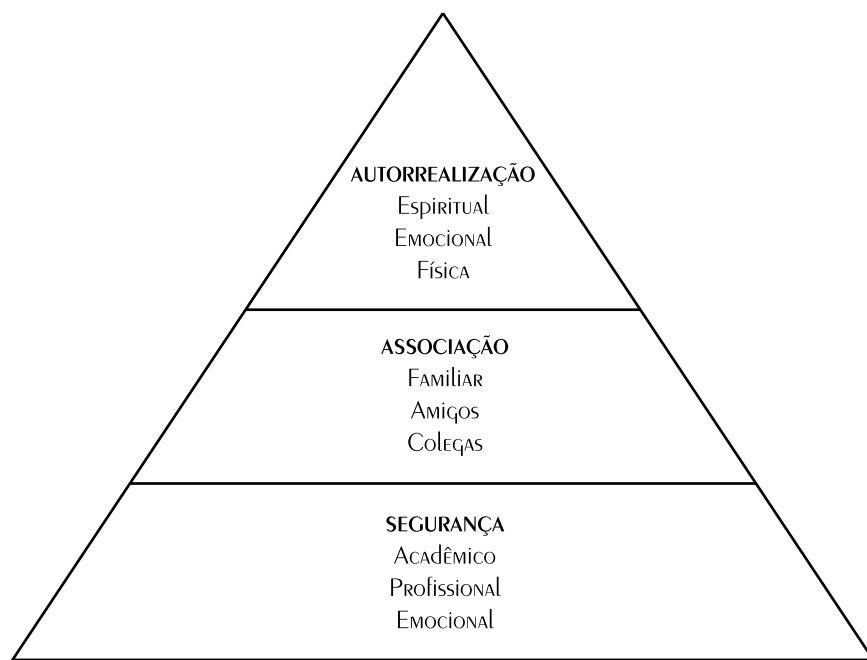 AUTORREALIZAÇÃO
Espiritual
Emocional
Física
ASSOCIAÇÃO
Familiar
Amigos
Colegas
SEGURANÇA
Acadêmico
Profissional
Emocional